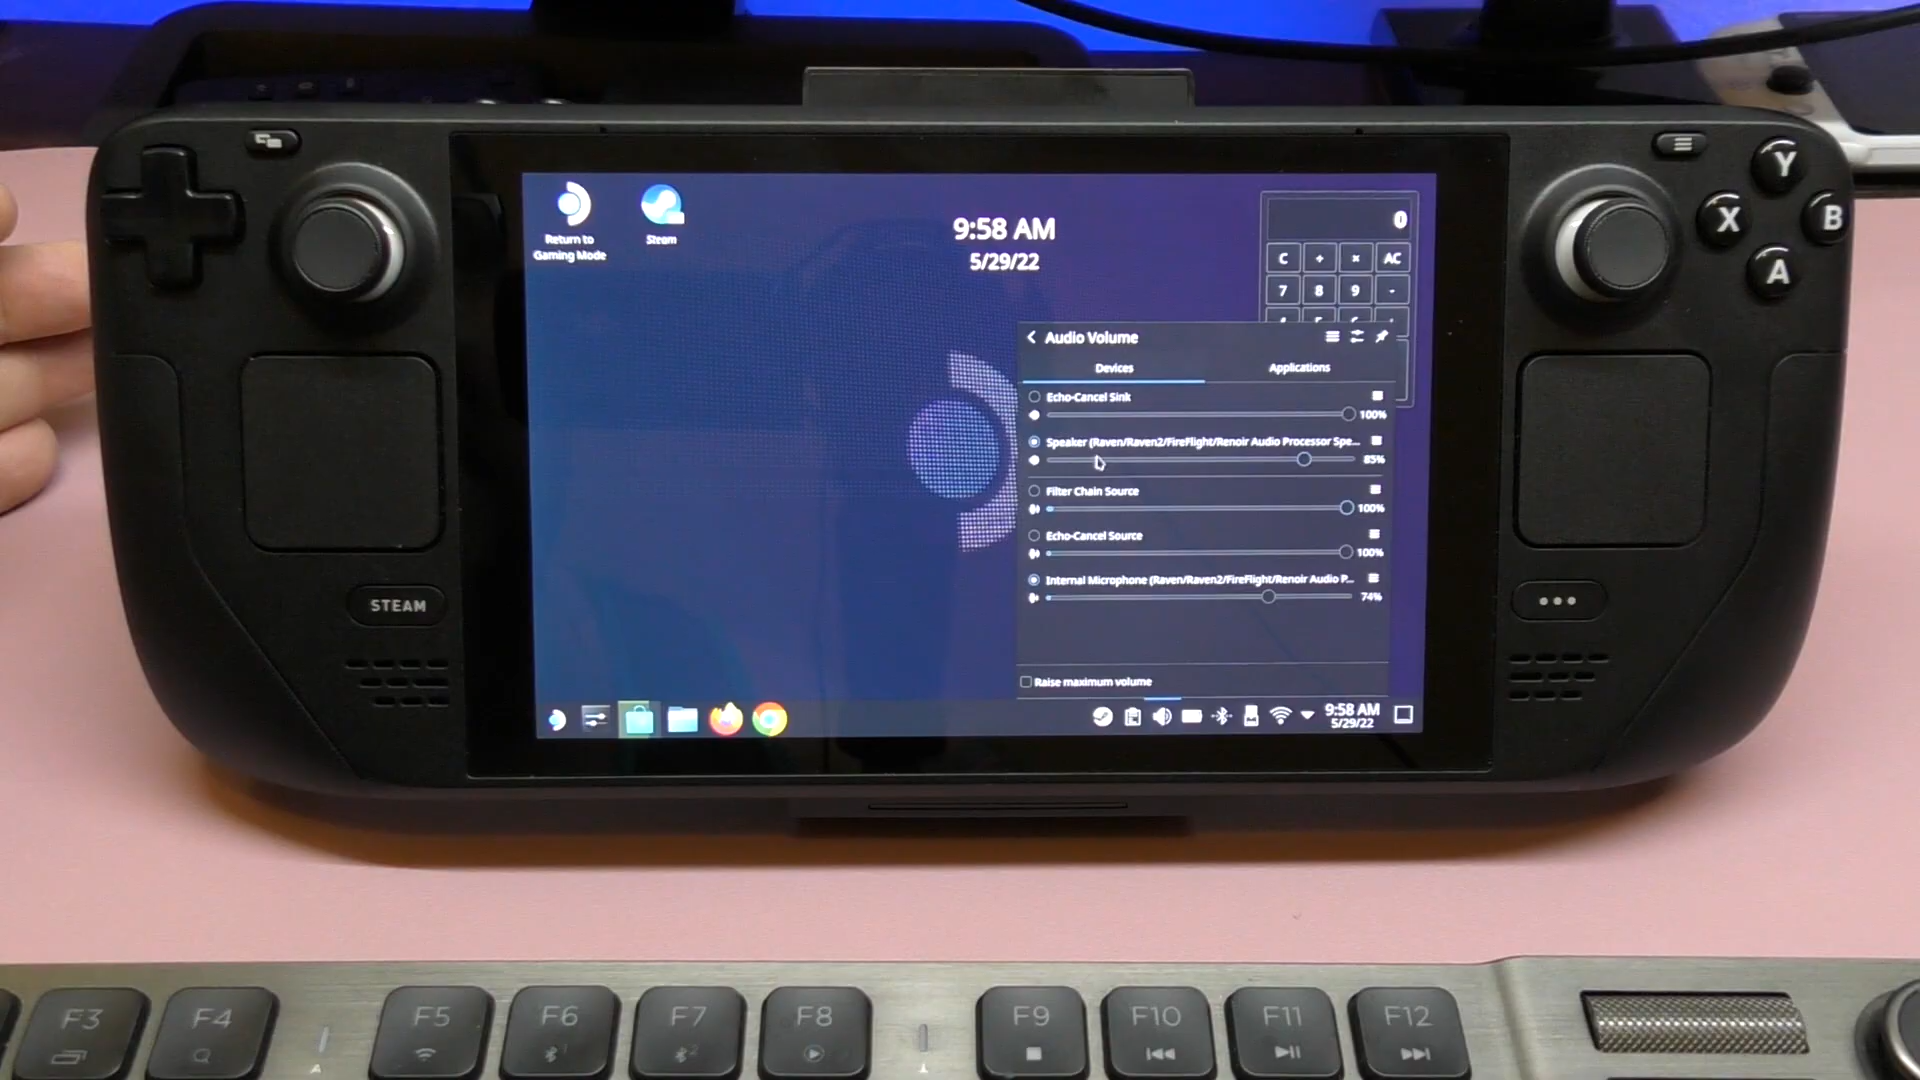 Y
X
B
A
STEAM
Return to
Gaming Mode
Steam
9:58 AM
5/29/22
0
C + × AC
7 8 9 -
Audio Volume
Devices
Applications
Echo-Cancel Sink
100%
Speaker (Raven/Raven2/FireFlight/Renoir Audio Processor Spe...
85%
Filter Chain Source
100%
Echo-Cancel Source
100%
Internal Microphone (Raven/Raven2/FireFlight/Renoir Audio P...
74%
Raise maximum volume
9:58 AM
5/29/22
F3
F4
F5
F6
F7
F8
F9
F10
F11
F12
1
2
A